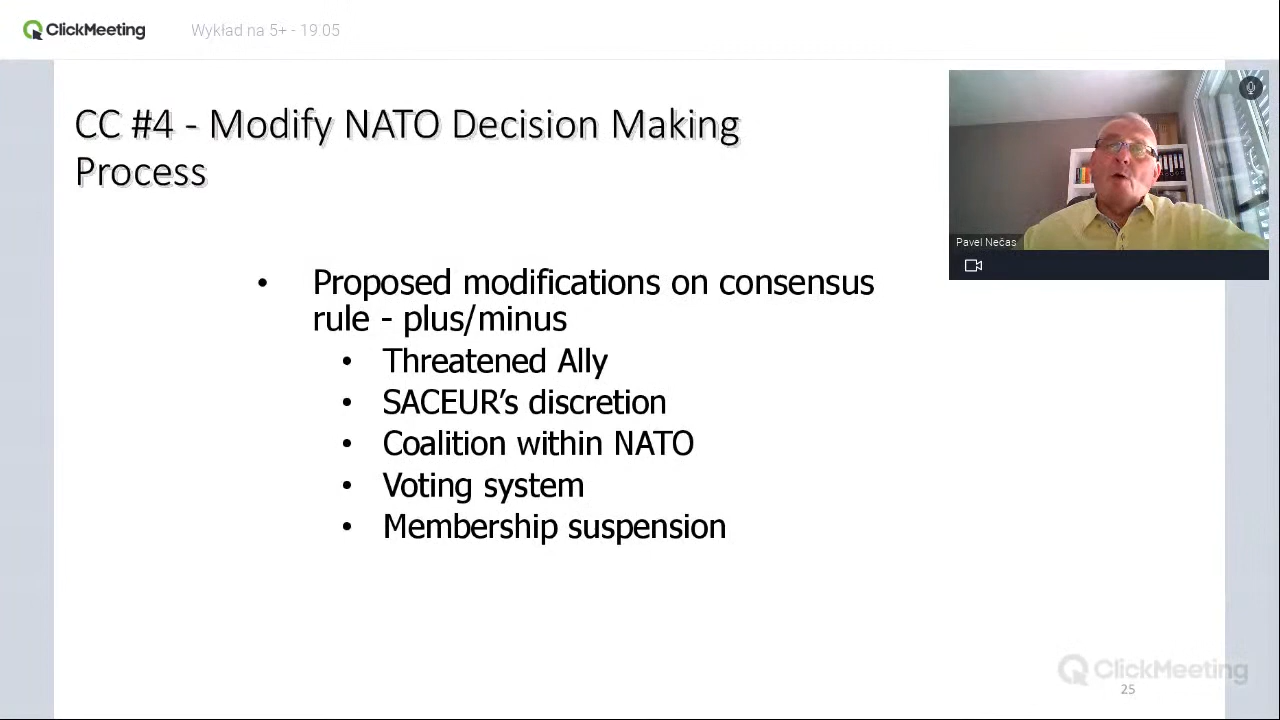 ClickMeeting
Wykład na 5+ - 19.05
CC #4 - Modify NATO Decision Making
Process
Pavel Nečas
• Proposed modifications on consensus
rule - plus/minus
• Threatened Ally
• SACEUR’s discretion
• Coalition within NATO
• Voting system
• Membership suspension
ClickMeeting
25